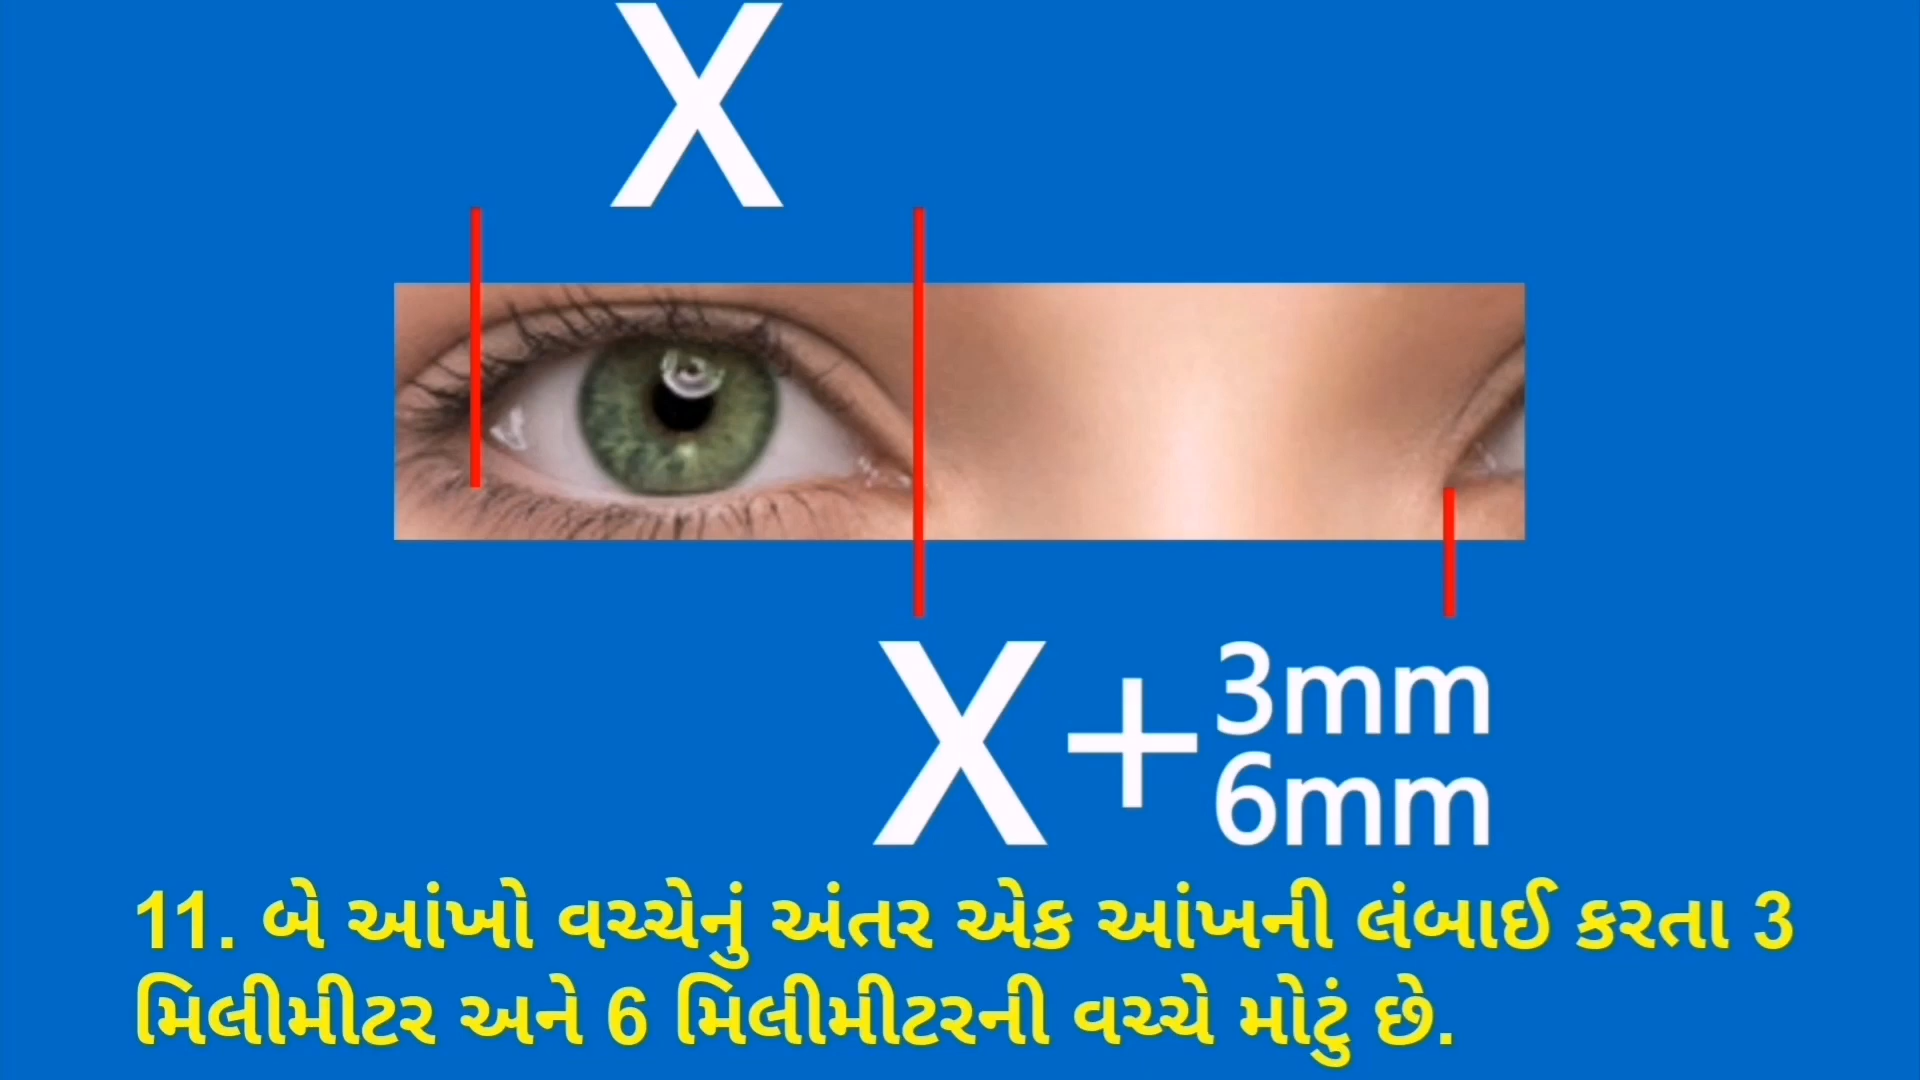 X
X+3mm
6mm
11. બે આંખો વચ્ચેનું અંતર એક આંખની લંબાઈ કરતા 3
મિલીમીટર અને 6 મિલીમીટરની વચ્ચે મોટું છે.